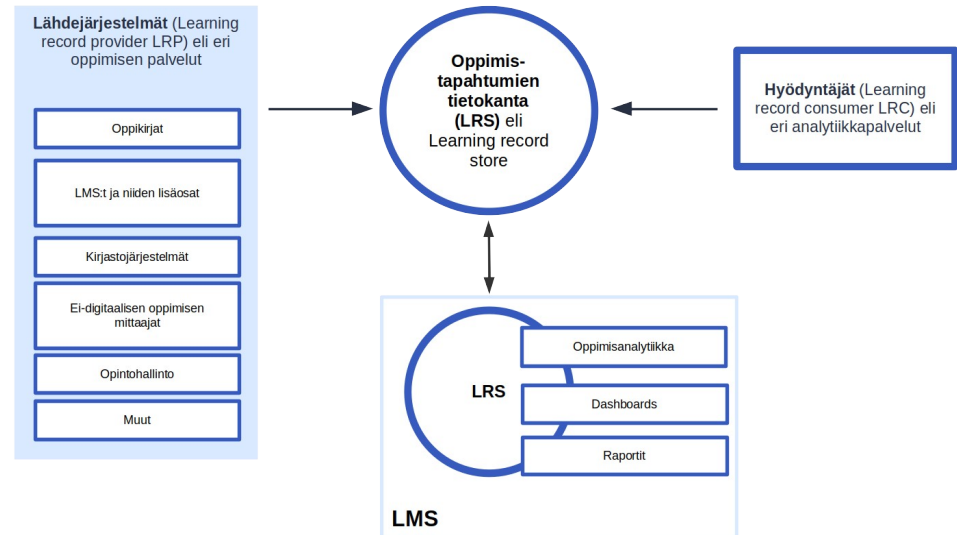 Lähdejärjestelmät (Learning
record provider LRP) eli eri
oppimisen palvelut
Oppikirjat
LMS:t ja niiden lisäosat
Kirjastojärjestelmät
Ei-digitaalisen oppimisen
mittaajat
Opintohallinto
Muut
Oppimis-
tapahtumien
tietokanta
(LRS) eli
Learning record
store
Hyödyntäjät (Learning
record consumer LRC) eli
eri analytiikkapalvelut
LRS
Oppimisanalytiikka
Dashboards
Raportit
LMS